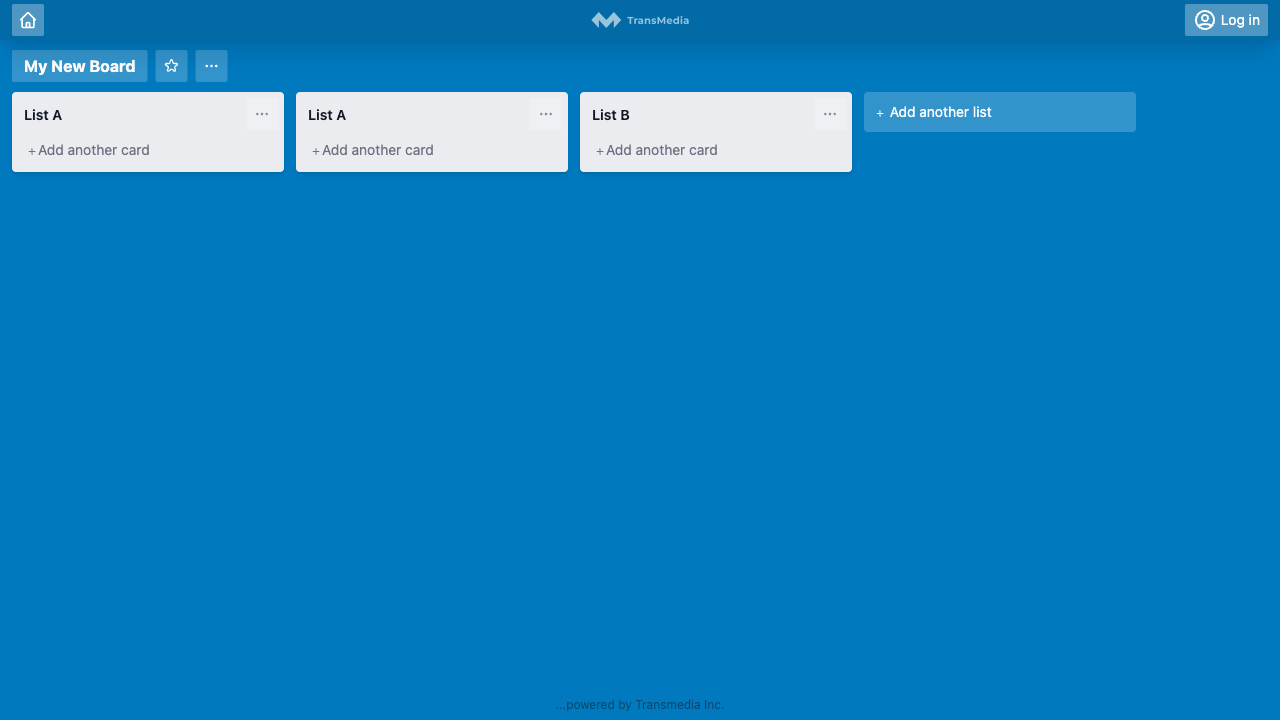 TransMedia
Log in
My New Board
List A
+ Add another card
List A
+ Add another card
List B
+ Add another card
+ Add another list
...powered by Transmedia Inc.